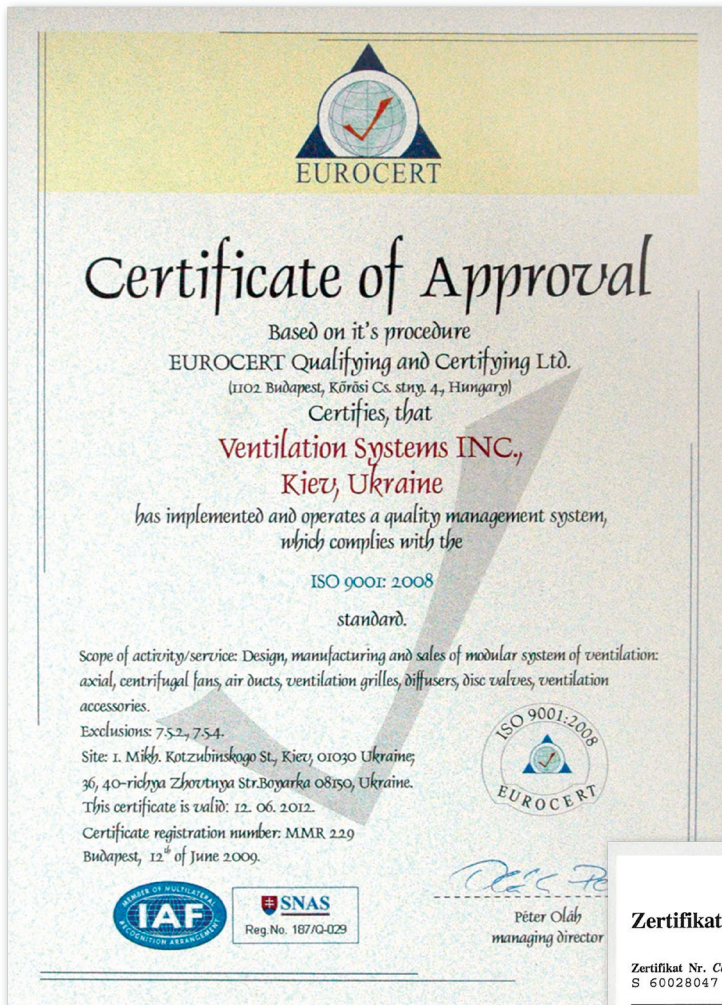 EUROCERT
Certificate of Approval
Based on it's procedure
EUROCERT Qualifying and Certifying Ltd.
(1102 Budapest, Kőrösi Cs. stny. 4., Hungary)
Certifies, that
Ventilation Systems INC.,
Kiev, Ukraine
has implemented and operates a quality management system,
which complies with the
ISO 9001: 2008
standard.
Scope of activity/service: Design, manufacturing and sales of modular system of ventilation:
axial, centrifugal fans, air ducts, ventilation grilles, diffusers, disc valves, ventilation
accessories.
Exclusions: 7.5.2., 7.5.4.
Site: 1. Mikh. Kotzubinskogo St., Kiev, 01030 Ukraine;
36, 40-richya Zhovtnya Str.Boyarka 08150, Ukraine.
This certificate is valid: 12. 06. 2012.
Certificate registration number: MMR 229
Budapest, 12th of June 2009.
ISO 9001:2008
EUROCERT
MEMBER OF MULTILATERAL
IAF
RECOGNITION ARRANGEMENT
SNAS
Reg.No. 187/Q-029
Péter Oláh
managing director
Zertifikat
Zertifikat Nr.
S 60028047